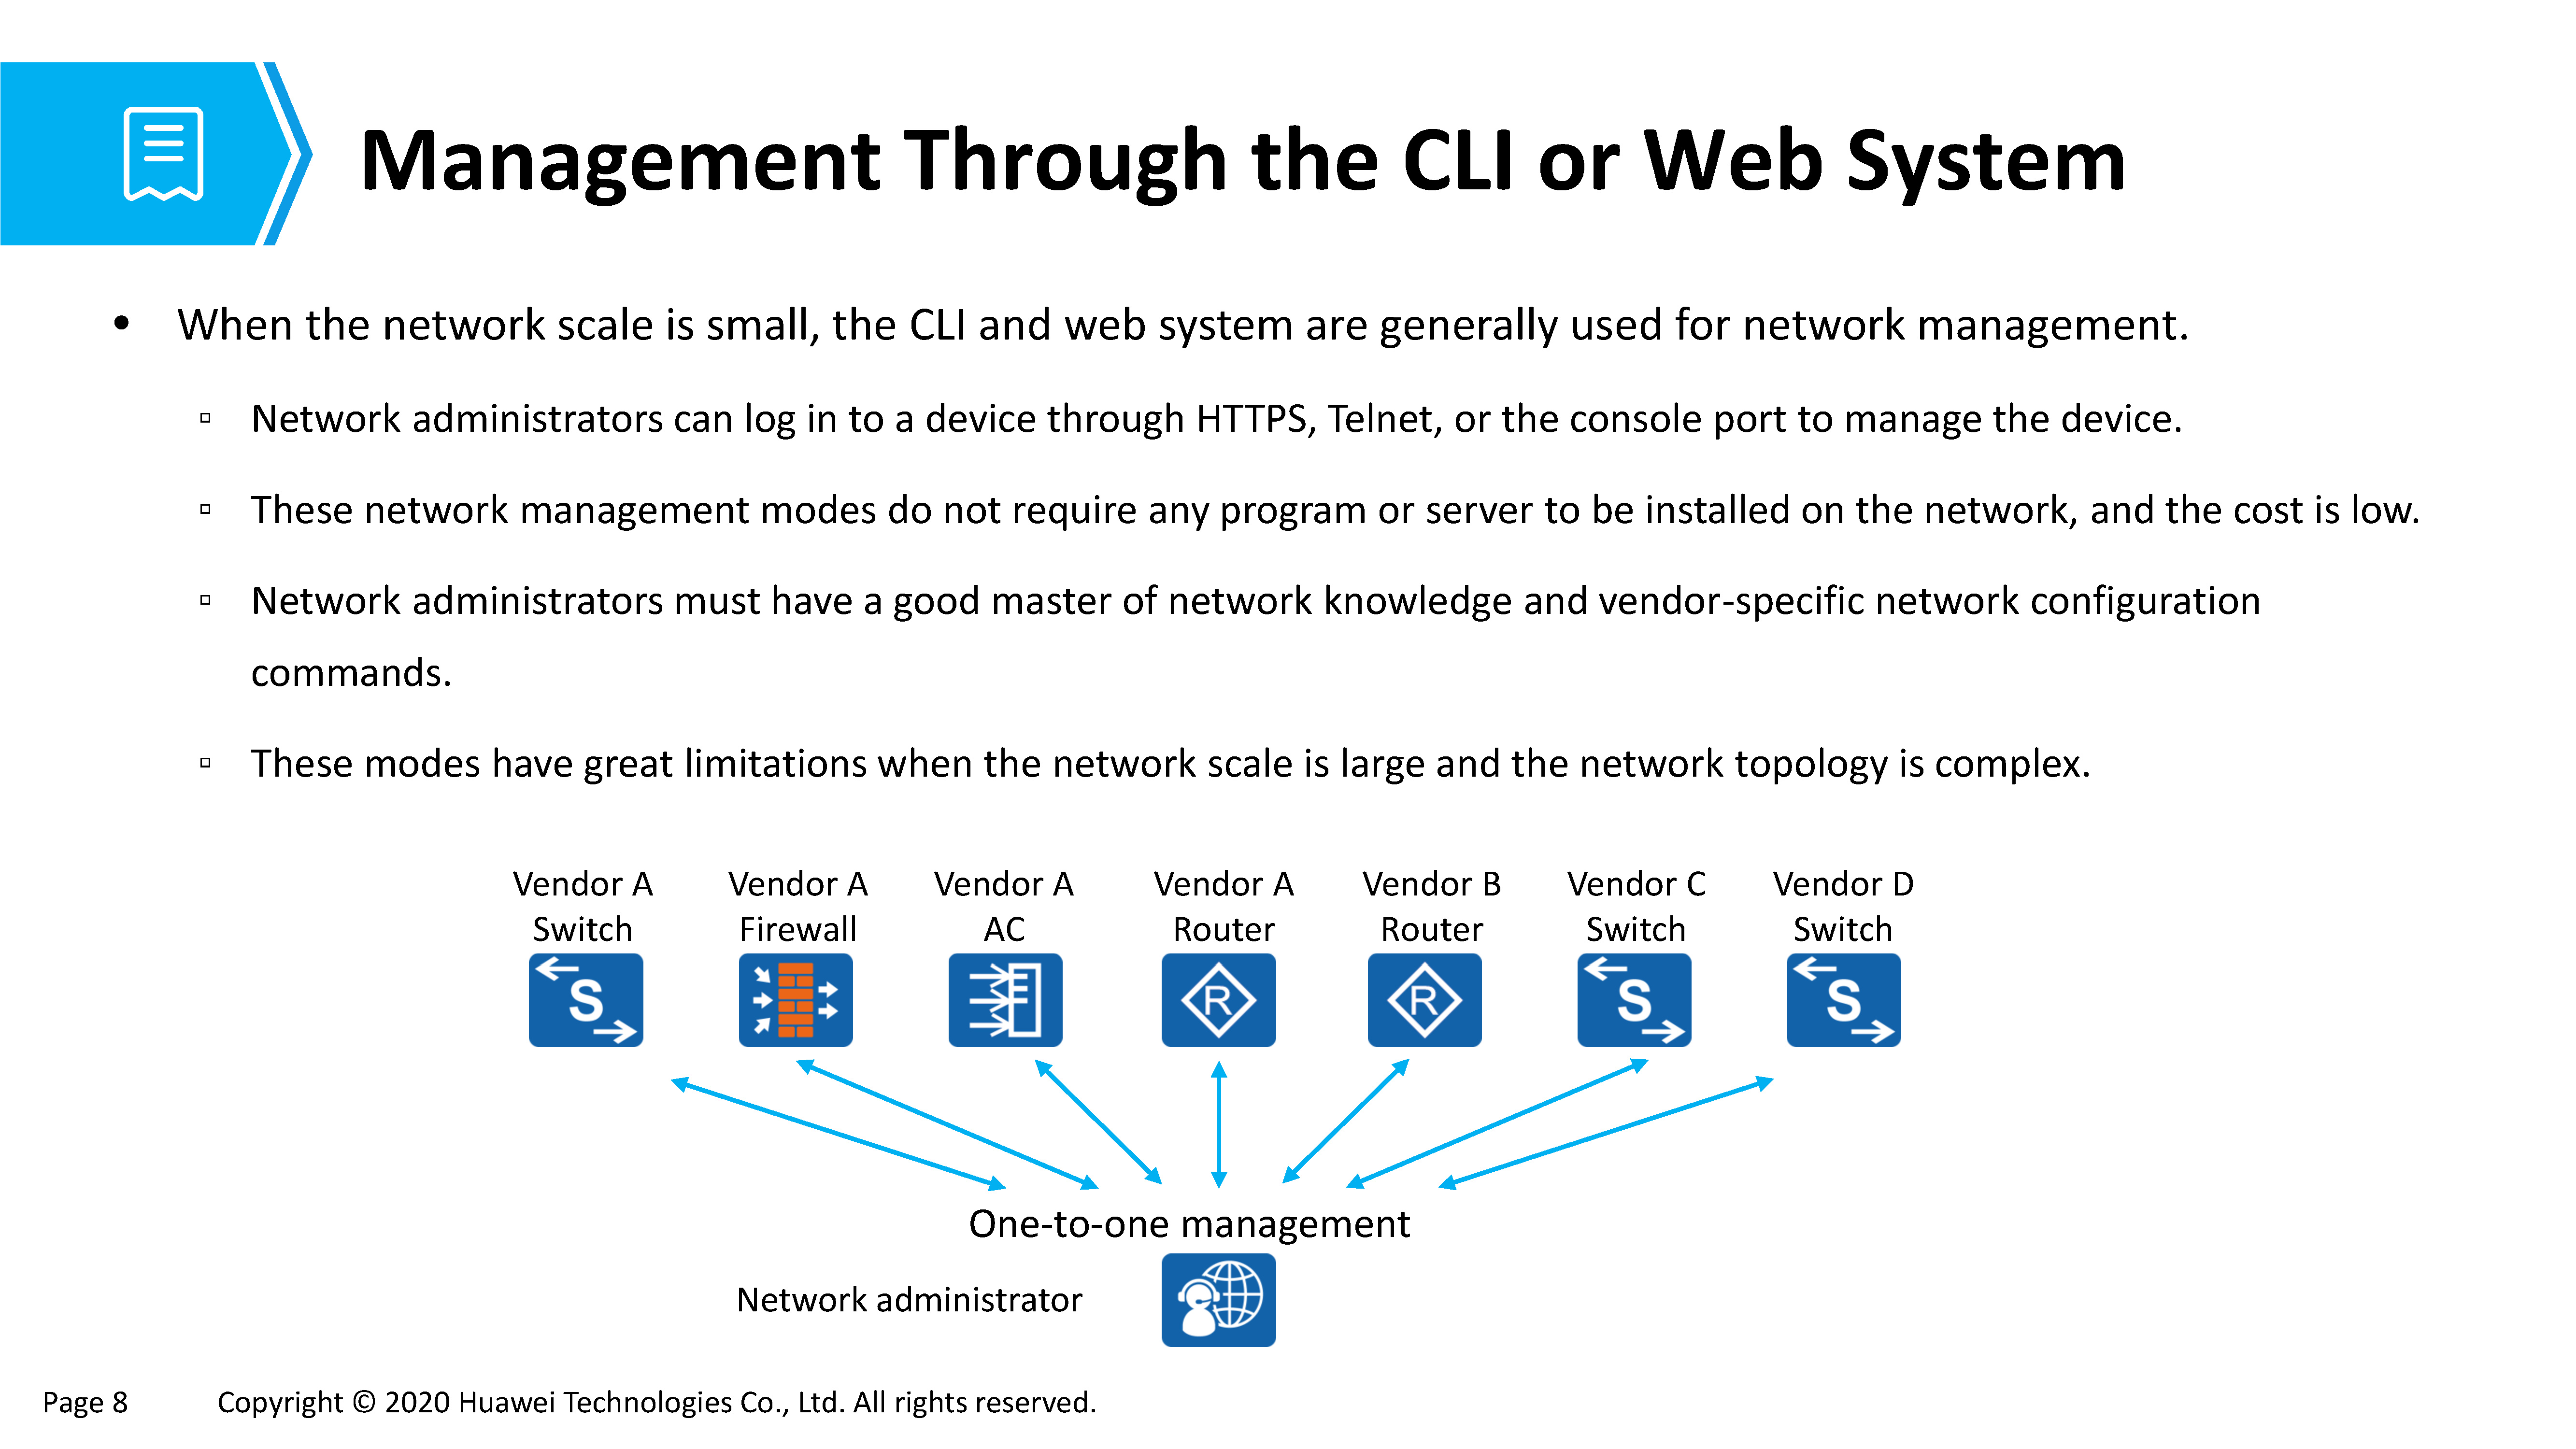 Management Through the CLI or Web System
• When the network scale is small, the CLI and web system are generally used for network management.
▫ Network administrators can log in to a device through HTTPS, Telnet, or the console port to manage the device.
▫ These network management modes do not require any program or server to be installed on the network, and the cost is low.
▫ Network administrators must have a good master of network knowledge and vendor-specific network configuration
commands.
▫ These modes have great limitations when the network scale is large and the network topology is complex.
Vendor A Vendor A Vendor A Vendor A Vendor B Vendor C Vendor D
Switch Firewall AC Router Router Switch Switch
S R R S S
One-to-one management
Network administrator
Page 8 Copyright © 2020 Huawei Technologies Co., Ltd. All rights reserved.